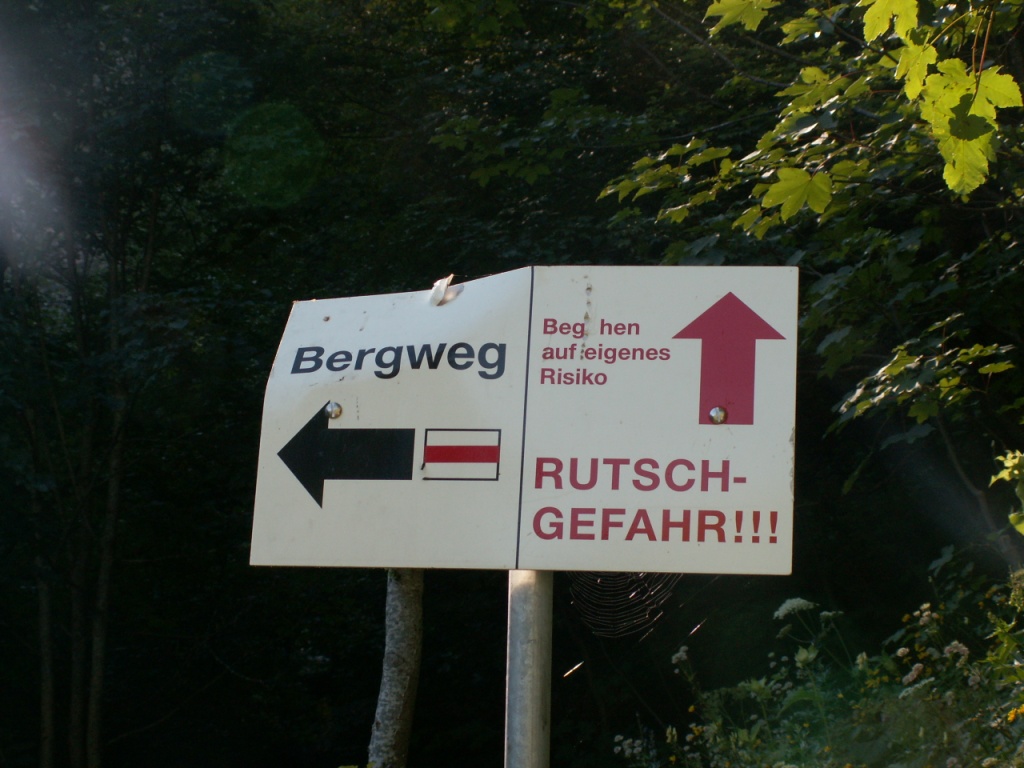 Bergweg
Beg hen
auf eigenes
Risiko
RUTSCH-
GEFAHR!!!